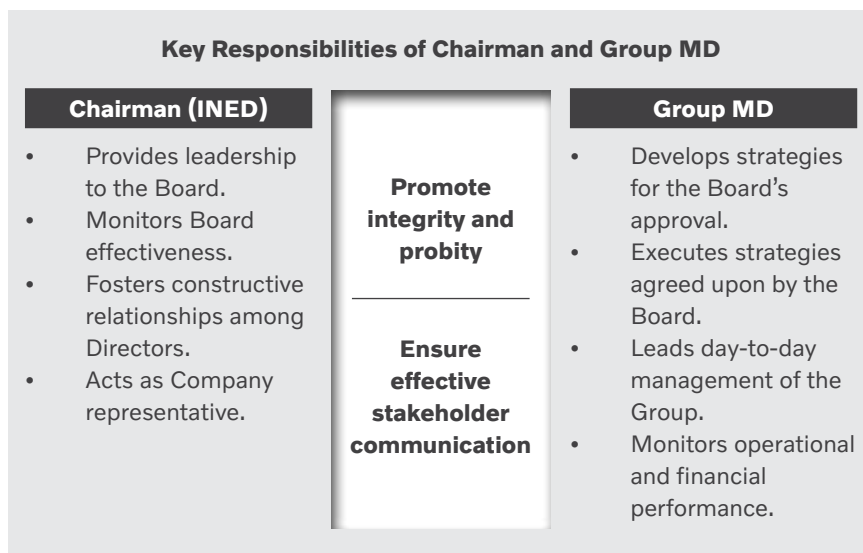 Key Responsibilities of Chairman and Group MD
Chairman (INED)
• Provides leadership
to the Board.
• Monitors Board
effectiveness.
• Fosters constructive
relationships among
Directors.
• Acts as Company
representative.
Promote
integrity and
probity
Ensure
effective
stakeholder
communication
Group MD
• Develops strategies
for the Board’s
approval.
• Executes strategies
agreed upon by the
Board.
• Leads day-to-day
management of the
Group.
• Monitors operational
and financial
performance.